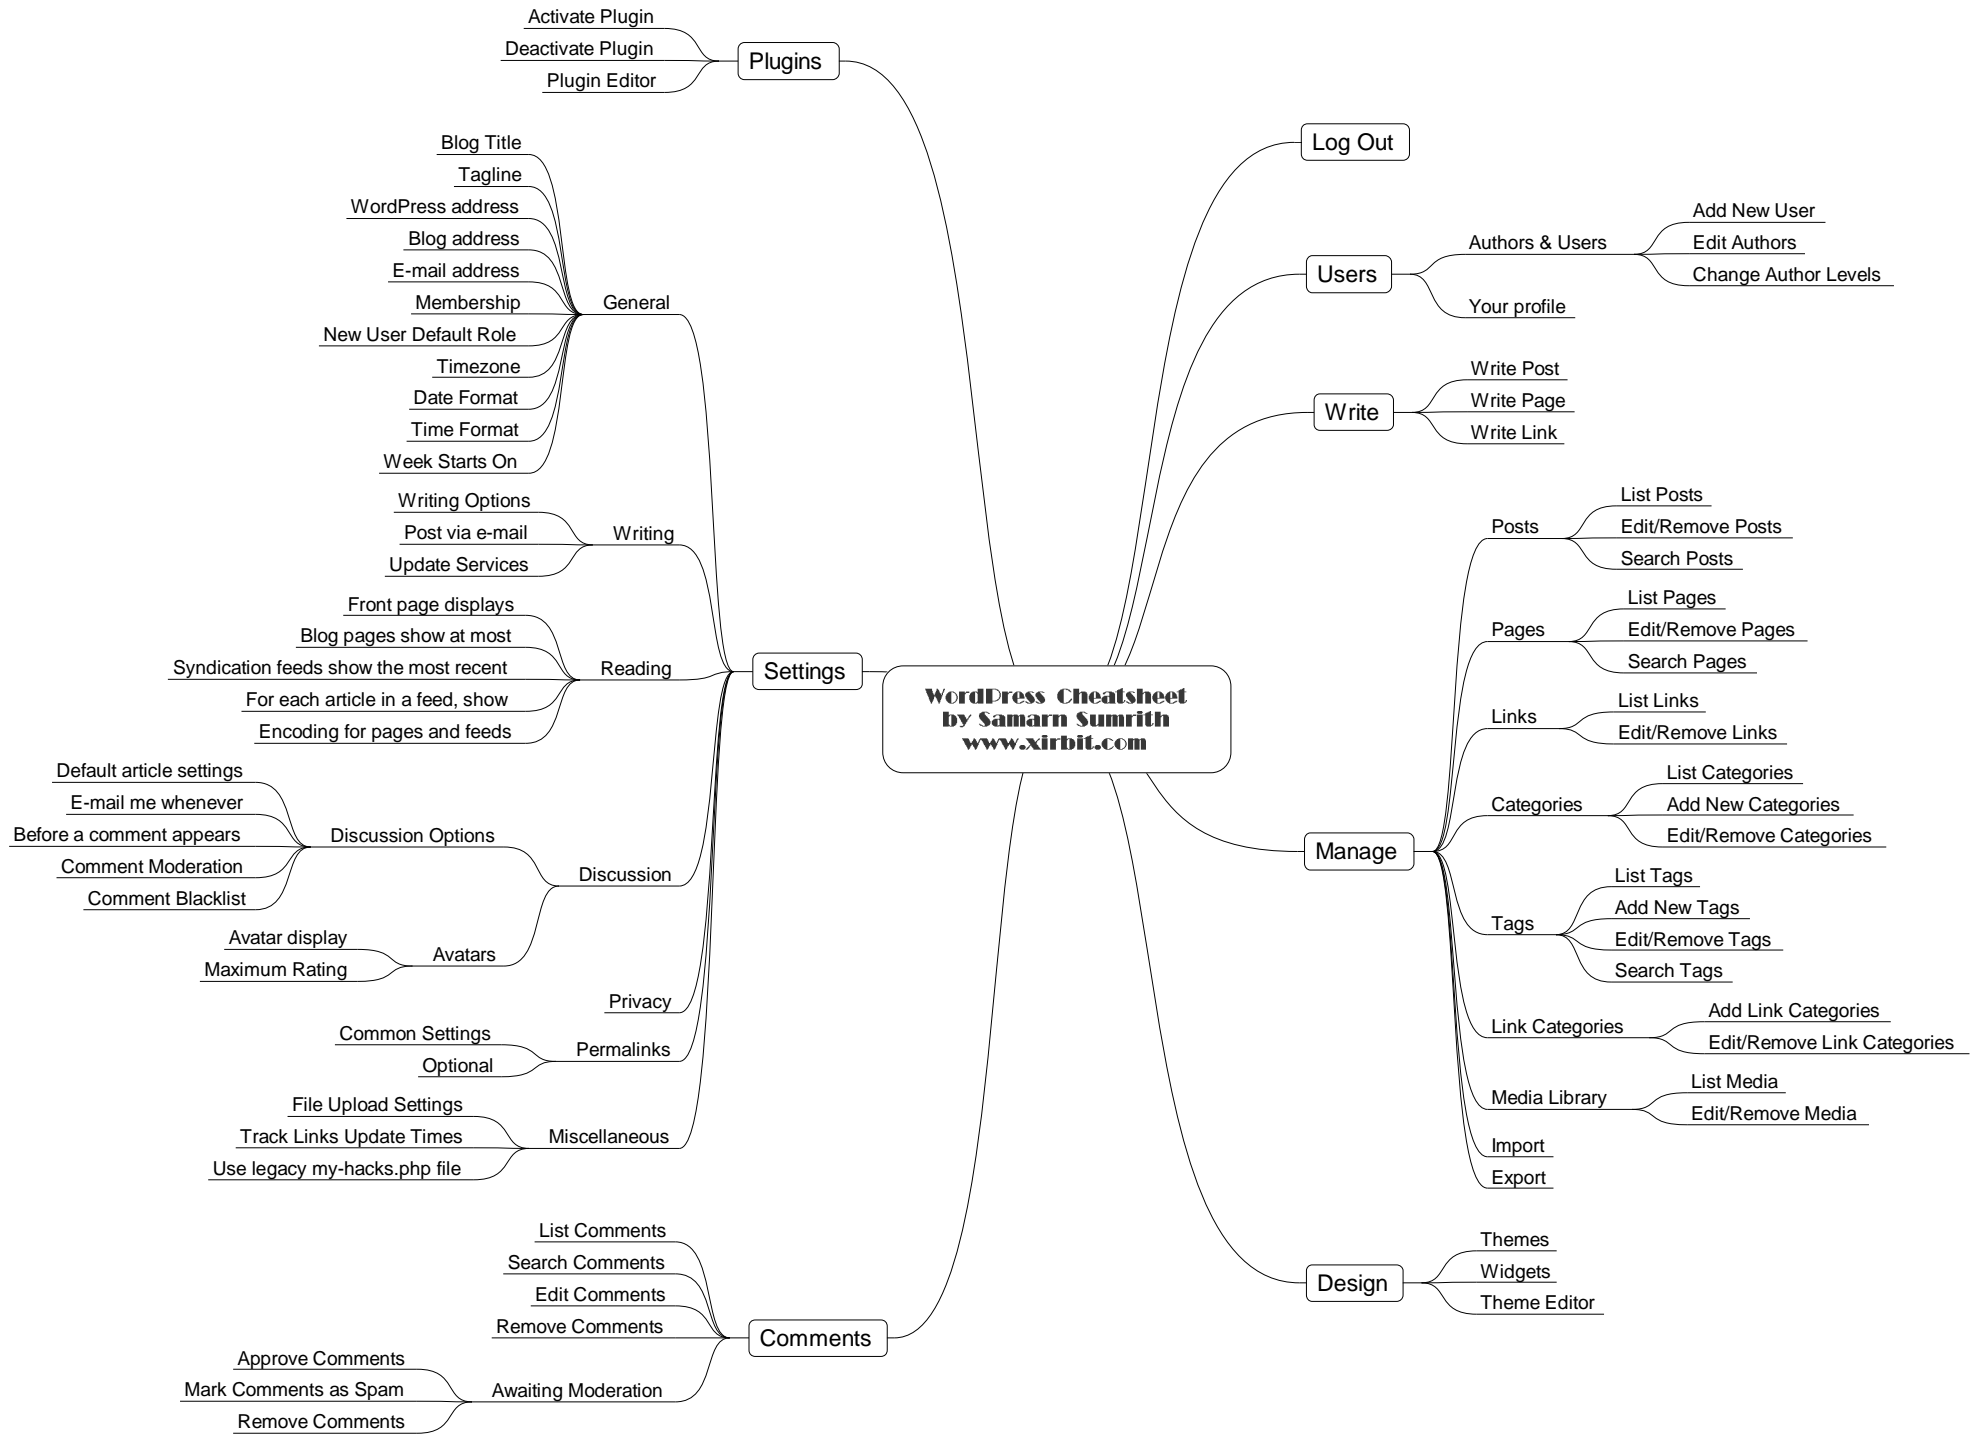 WordPress Cheatsheet
by Samarn Sumrith
www.xirbit.com
Log Out
Users
Authors & Users
Add New User
Edit Authors
Change Author Levels
Your profile
Write
Write Post
Write Page
Write Link
Manage
Posts
List Posts
Edit/Remove Posts
Search Posts
Pages
List Pages
Edit/Remove Pages
Search Pages
Links
List Links
Edit/Remove Links
Categories
List Categories
Add New Categories
Edit/Remove Categories
Tags
List Tags
Add New Tags
Edit/Remove Tags
Search Tags
Link Categories
Add Link Categories
Edit/Remove Link Categories
Media Library
List Media
Edit/Remove Media
Import
Export
Design
Themes
Widgets
Theme Editor
Plugins
Activate Plugin
Deactivate Plugin
Plugin Editor
Settings
General
Blog Title
Tagline
WordPress address
Blog address
E-mail address
Membership
New User Default Role
Timezone
Date Format
Time Format
Week Starts On
Writing
Writing Options
Post via e-mail
Update Services
Reading
Front page displays
Blog pages show at most
Syndication feeds show the most recent
For each article in a feed, show
Encoding for pages and feeds
Discussion
Discussion Options
Default article settings
E-mail me whenever
Before a comment appears
Comment Moderation
Comment Blacklist
Avatars
Avatar display
Maximum Rating
Privacy
Permalinks
Common Settings
Optional
Miscellaneous
File Upload Settings
Track Links Update Times
Use legacy my-hacks.php file
Comments
List Comments
Search Comments
Edit Comments
Remove Comments
Awaiting Moderation
Approve Comments
Mark Comments as Spam
Remove Comments